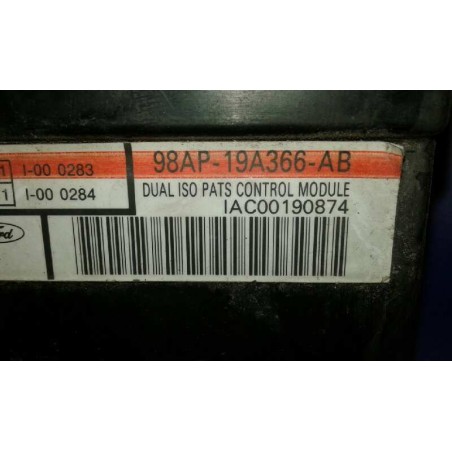 1 I-00 0283
98AP-19A366-AB
1 I-00 0284
DUAL ISO PATS CONTROL MODULE
IAC00190874